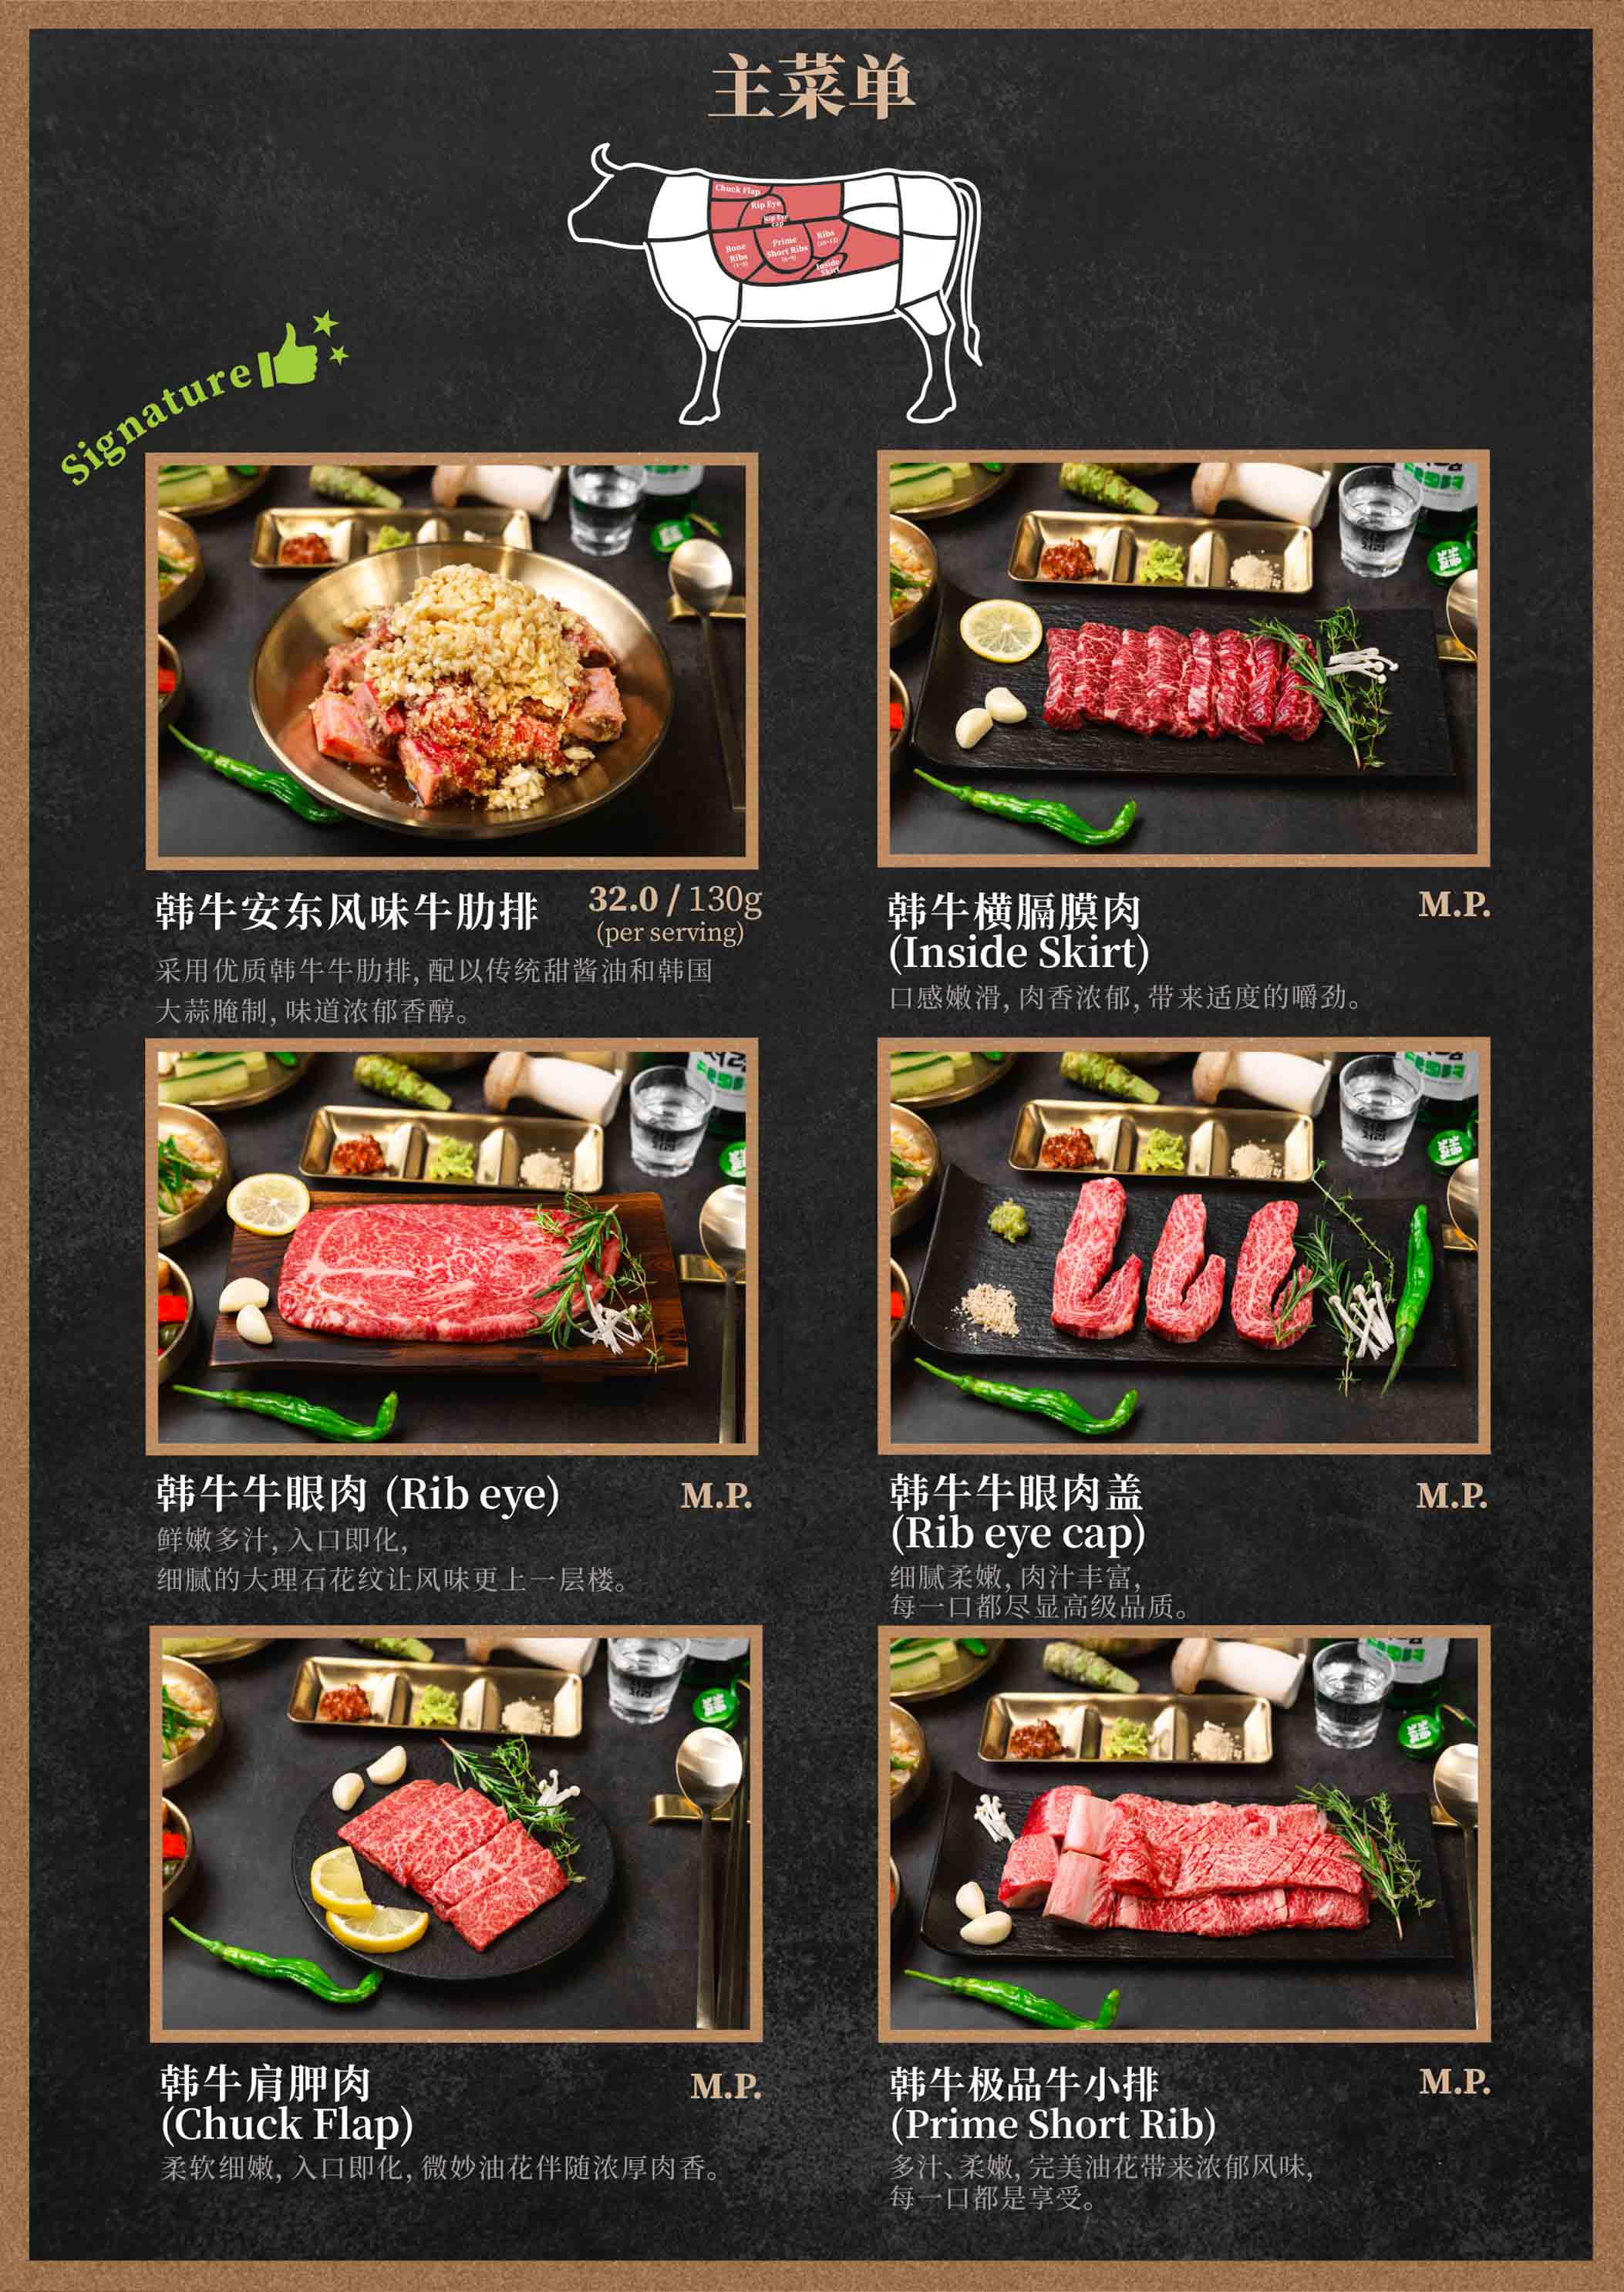 主菜单
Chuck Flap
Rip Eye
Rip Eye
cap
Bone
Ribs
(1~5)
Prime
Short Ribs
(6~9)
Ribs
(10~13)
Inside
Skirt
Signature
韩牛安东风味牛肋排
32.0 / 130g
(per serving)
采用优质韩牛牛肋排, 配以传统甜酱油和韩国
大蒜腌制, 味道浓郁香醇。
韩牛横膈膜肉
(Inside Skirt)
M.P.
口感嫩滑, 肉香浓郁, 带来适度的嚼劲。
韩牛牛眼肉 (Rib eye)
M.P.
鲜嫩多汁, 入口即化,
细腻的大理石花纹让风味更上一层楼。
韩牛牛眼肉盖
(Rib eye cap)
M.P.
细腻柔嫩, 肉汁丰富,
每一口都尽显高级品质。
韩牛肩胛肉
(Chuck Flap)
M.P.
柔软细嫩, 入口即化, 微妙油花伴随浓厚肉香。
韩牛极品牛小排
(Prime Short Rib)
M.P.
多汁、柔嫩, 完美油花带来浓郁风味,
每一口都是享受。